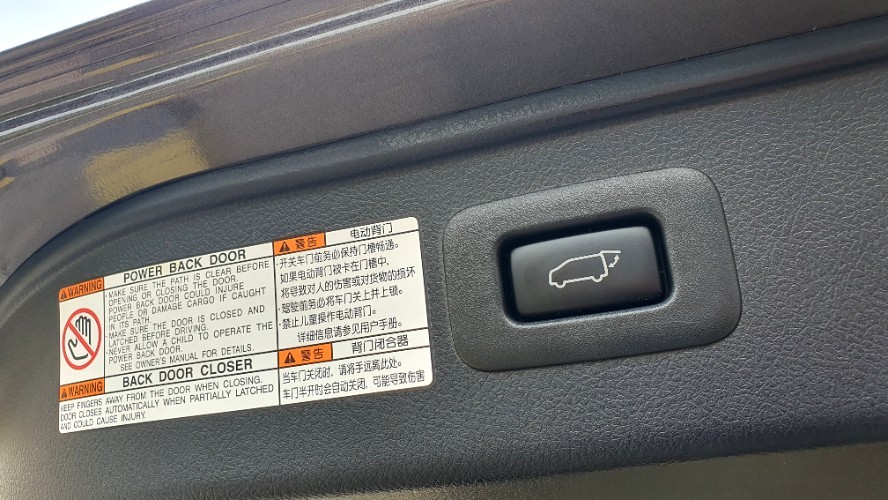 WARNING
POWER BACK DOOR
· MAKE SURE THE PATH IS CLEAR BEFORE
OPENING OR CLOSING THE DOOR.
POWER BACK DOOR COULD INJURE
PEOPLE OR DAMAGE CARGO IF CAUGHT
IN ITS PATH.
· MAKE SURE THE DOOR IS CLOSED AND
LATCHED BEFORE DRIVING.
· NEVER ALLOW A CHILD TO OPERATE THE
POWER BACK DOOR.
SEE OWNER'S MANUAL FOR DETAILS.
WARNING
BACK DOOR CLOSER
KEEP FINGERS AWAY FROM THE DOOR WHEN CLOSING.
DOOR CLOSES AUTOMATICALLY WHEN PARTIALLY LATCHED
AND COULD CAUSE INJURY.
警告
电动背门
·开关车门前务必保持门槽畅通。
如果电动背门被卡在门槽中,
将导致对人的伤害或对货物的损坏
·驾驶前务必将车门关上并上锁。
·禁止儿童操作电动背门。
详细信息请参见用户手册。
警告
背门闭合器
当车门关闭时, 请将手远离此处。
车门半开时会自动关闭, 可能导致伤害